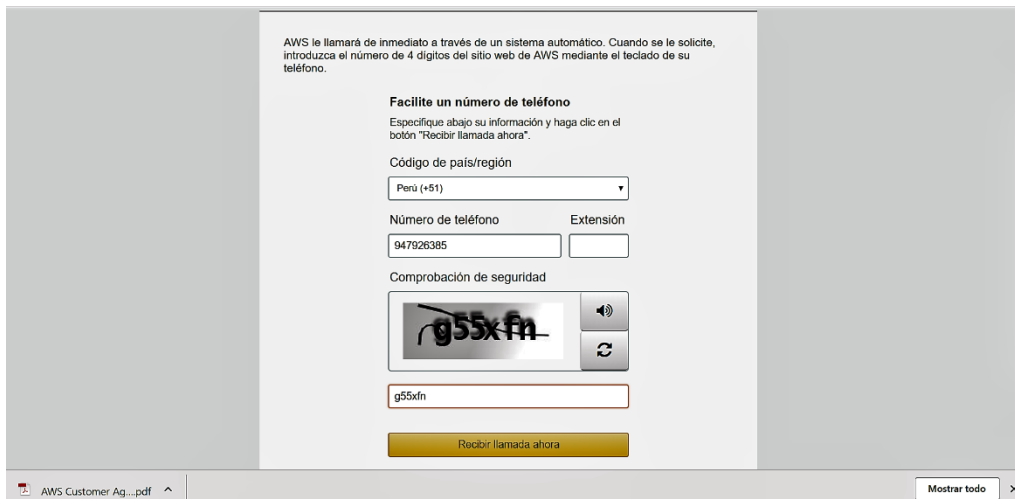 AWS le llamará de inmediato a través de un sistema automático. Cuando se le solicite,
introduzca el número de 4 dígitos del sitio web de AWS mediante el teclado de su
teléfono.
Facilite un número de teléfono
Especifique abajo su información y haga clic en el
botón "Recibir llamada ahora".
Código de país/región
Perú (+51)
Número de teléfono Extensión
947926385
Comprobación de seguridad
g55xfn
g55xfn
Recibir llamada ahora
AWS Customer Ag....pdf Mostrar todo